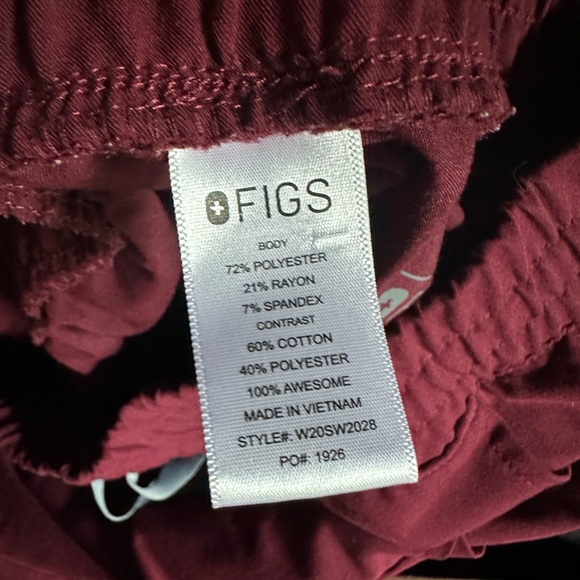 FIGS
BODY
72% POLYESTER
21% RAYON
7% SPANDEX
CONTRAST
60% COTTON
40% POLYESTER
100% AWESOME
MADE IN VIETNAM
STYLE#: W20SW2028
PO#: 1926